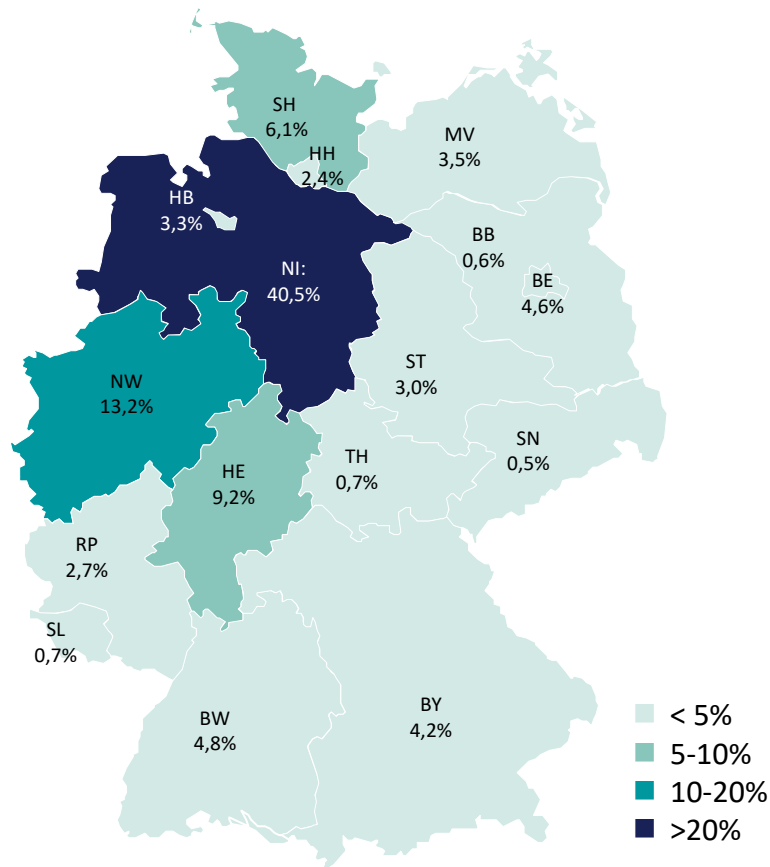 SH
6,1%
HH
2,4%
MV
3,5%
HB
3,3%
BB
0,6%
NI:
40,5%
BE
4,6%
ST
3,0%
NW
13,2%
SN
0,5%
TH
0,7%
HE
9,2%
RP
2,7%
SL
0,7%
BW
4,8%
BY
4,2%
< 5%
5-10%
10-20%
>20%